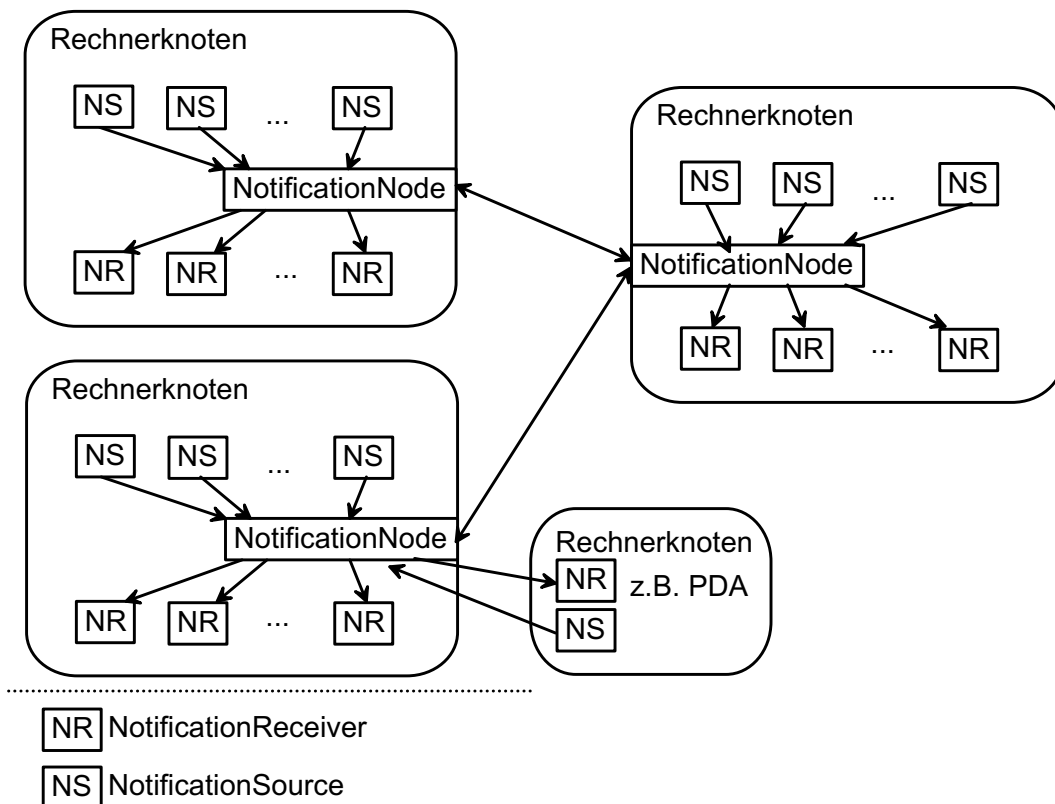 Rechnerknoten
NS NS ... NS
NotificationNode
NR NR ... NR
Rechnerknoten
NS NS ... NS
NotificationNode
NR NR ... NR
Rechnerknoten
NS NS ... NS
NotificationNode
NR NR ... NR
Rechnerknoten
NR z.B. PDA
NS
NR NotificationReceiver
NS NotificationSource